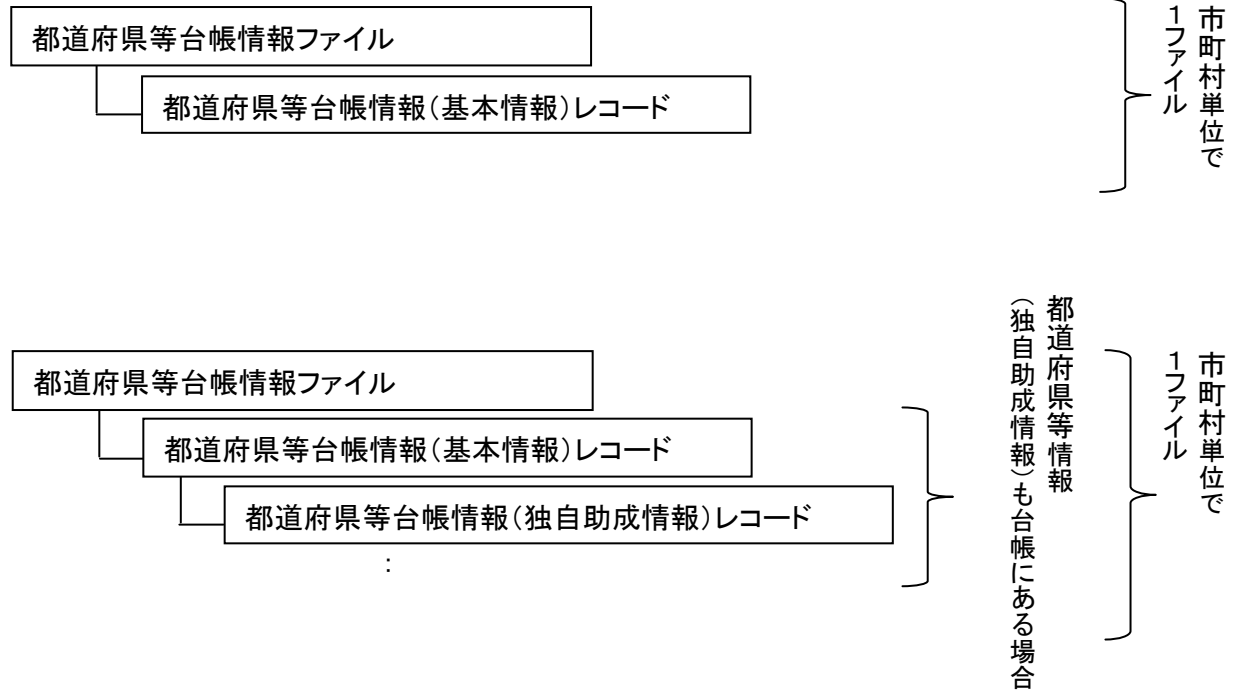 都道府県等台帳情報ファイル
都道府県等台帳情報(基本情報)レコード
市町村単位で
1ファイル
都道府県等台帳情報ファイル
都道府県等台帳情報(基本情報)レコード
都道府県等台帳情報(独自助成情報)レコード
:
都道府県等情報
(独自助成情報)も台帳にある場合
市町村単位で
1ファイル